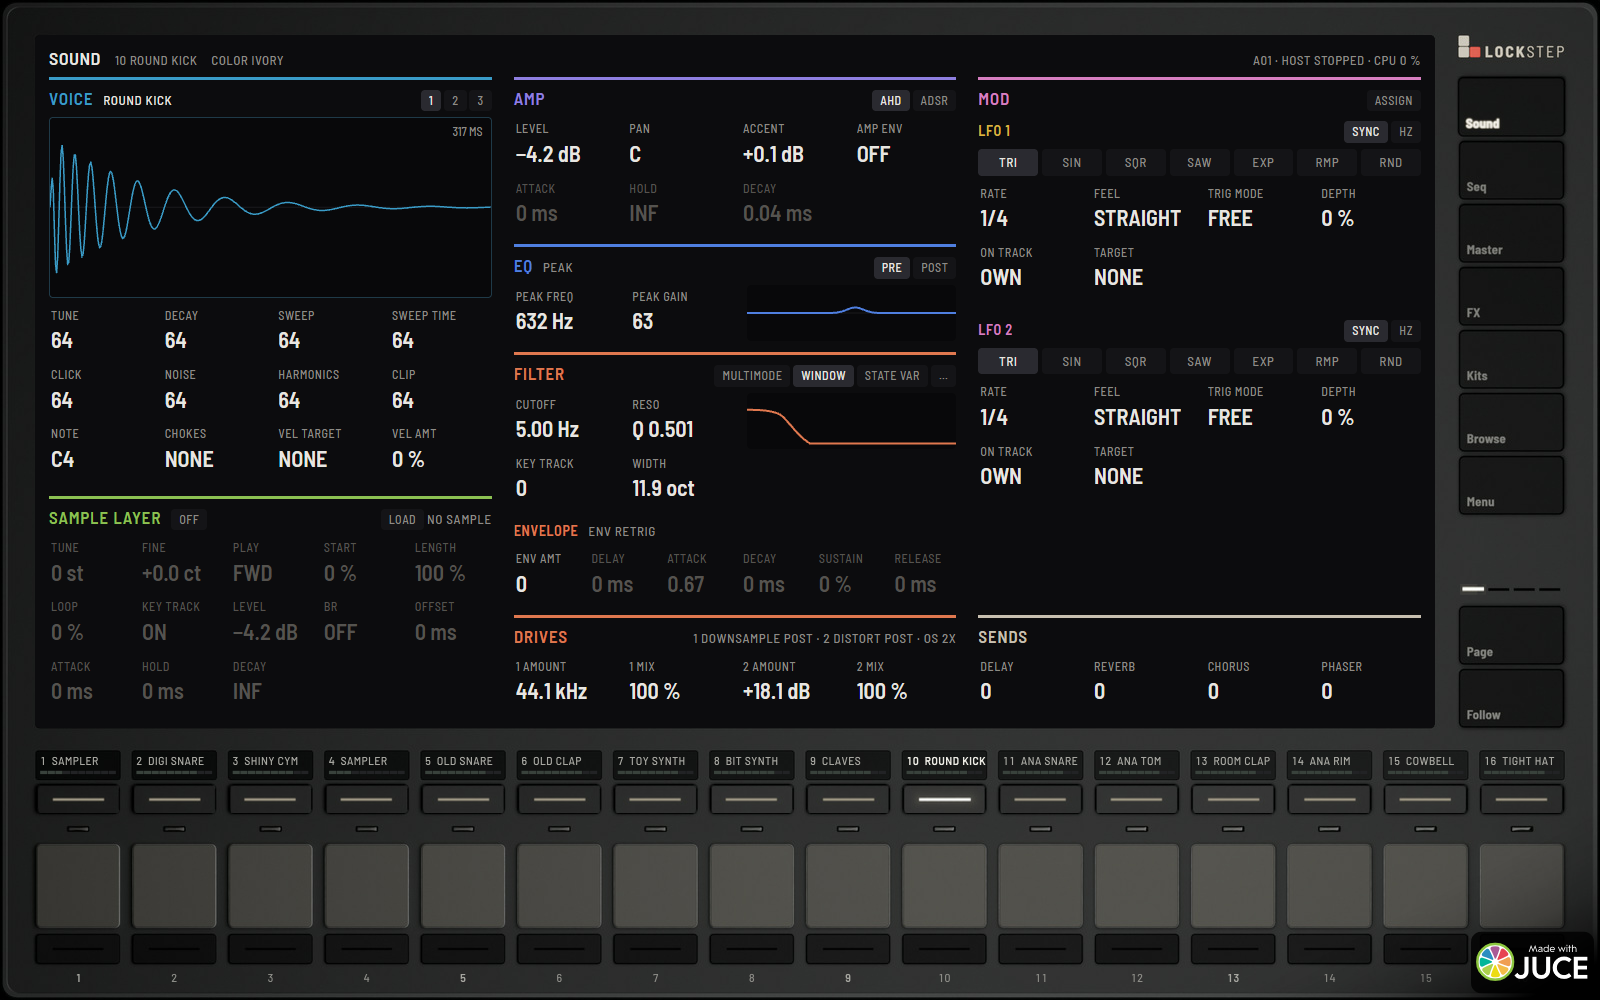 SOUND 10 ROUND KICK COLOR IVORY
A01 · HOST STOPPED · CPU 0 %
LOCKSTEP
VOICE ROUND KICK 1 2 3
317 MS
TUNE DECAY SWEEP SWEEP TIME
64 64 64 64
CLICK NOISE HARMONICS CLIP
64 64 64 64
NOTE CHOKES VEL TARGET VEL AMT
C4 NONE NONE 0 %
SAMPLE LAYER OFF LOAD NO SAMPLE
TUNE FINE PLAY START LENGTH
0 st +0.0 ct FWD 0 % 100 %
LOOP KEY TRACK LEVEL BR OFFSET
0 % ON −4.2 dB OFF 0 ms
ATTACK HOLD DECAY
0 ms 0 ms INF
AMP AHD ADSR
LEVEL PAN ACCENT AMP ENV
−4.2 dB C +0.1 dB OFF
ATTACK HOLD DECAY
0 ms INF 0.04 ms
EQ PEAK PRE POST
PEAK FREQ PEAK GAIN
632 Hz 63
FILTER MULTIMODE WINDOW STATE VAR ...
CUTOFF RESO
5.00 Hz Q 0.501
KEY TRACK WIDTH
0 11.9 oct
ENVELOPE ENV RETRIG
ENV AMT DELAY ATTACK DECAY SUSTAIN RELEASE
0 0 ms 0.67 0 ms 0 % 0 ms
DRIVES 1 DOWNSAMPLE POST · 2 DISTORT POST · OS 2X
1 AMOUNT 1 MIX 2 AMOUNT 2 MIX
44.1 kHz 100 % +18.1 dB 100 %
MOD ASSIGN
LFO 1 SYNC HZ
TRI SIN SQR SAW EXP RMP RND
RATE FEEL TRIG MODE DEPTH
1/4 STRAIGHT FREE 0 %
ON TRACK TARGET
OWN NONE
LFO 2 SYNC HZ
TRI SIN SQR SAW EXP RMP RND
RATE FEEL TRIG MODE DEPTH
1/4 STRAIGHT FREE 0 %
ON TRACK TARGET
OWN NONE
SENDS
DELAY REVERB CHORUS PHASER
0 0 0 0
Sound
Seq
Master
FX
Kits
Browse
Menu
Page
Follow
1 SAMPLER 2 DIGI SNARE 3 SHINY CYM 4 SAMPLER 5 OLD SNARE 6 OLD CLAP 7 TOY SYNTH 8 BIT SYNTH 9 CLAVES 10 ROUND KICK 11 ANA SNARE 12 ANA TOM 13 ROOM CLAP 14 ANA RIM 15 COWBELL 16 TIGHT HAT
1 2 3 4 5 6 7 8 9 10 11 12 13 14 15
Made with
JUCE